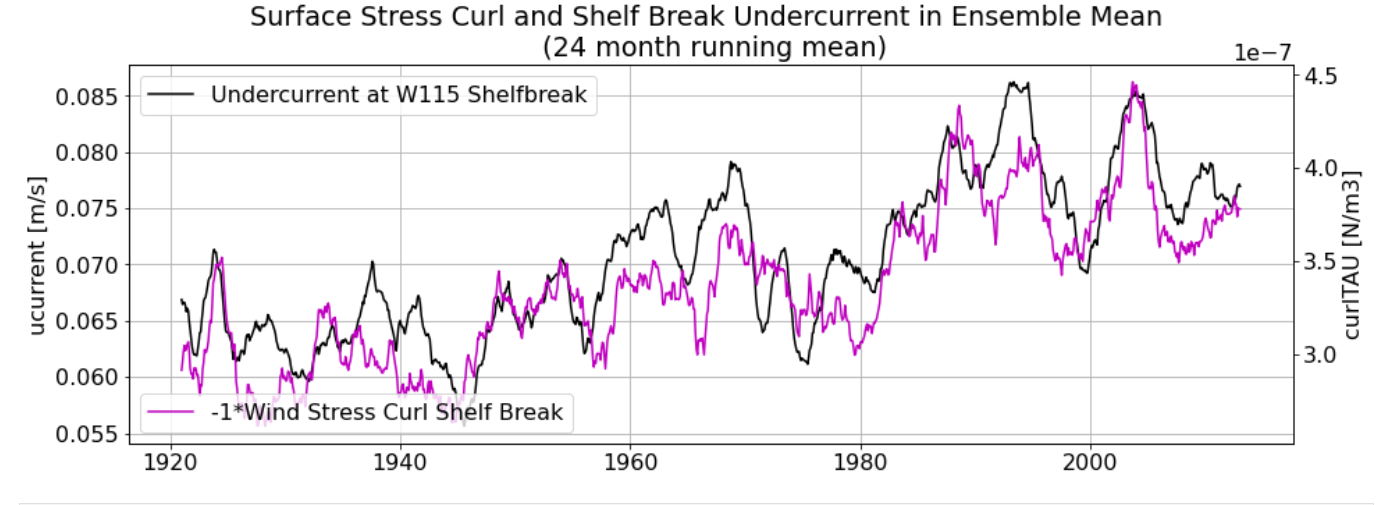 Surface Stress Curl and Shelf Break Undercurrent in Ensemble Mean
(24 month running mean)
1e−7
Undercurrent at W115 Shelfbreak
-1*Wind Stress Curl Shelf Break
ucurrent [m/s]
0.085
0.080
0.075
0.070
0.065
0.060
0.055
4.5
4.0
3.5
3.0
curlTAU [N/m3]
1920
1940
1960
1980
2000